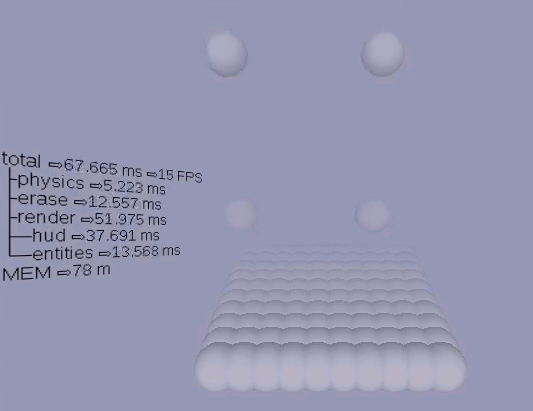 total ⇨67.665 ms ⇨15 FPS
├physics ⇨5.223 ms
├erase ⇨12.557 ms
├render ⇨51.975 ms
├─hud ⇨37.691 ms
└─entities ⇨13.568 ms
MEM ⇨78 m